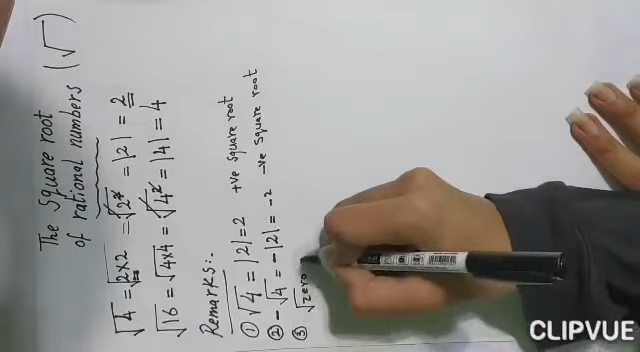 The Square root
of rational numbers (√‾)
√4 = √2×2 = √2² = |2| = 2
√16 = √4×4 = √4² = |4| = 4
Remarks:.
① √4 = |2| = 2 +ve square root
② -√4 = -|2| = -2 -ve square root
③ √zero
CLIPVUE